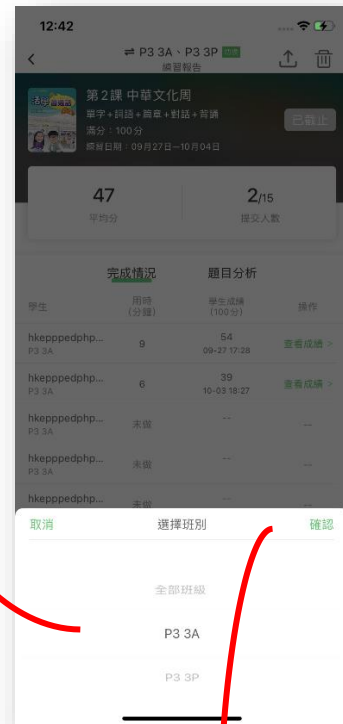 12:42
⇌ P3 3A、P3 3P
練習報告
第2課 中華文化周
單字+詞語+篇章+對話+背誦
滿分：100分
練習日期：09月27日—10月04日
已截止
47
平均分
2/15
提交人數
完成情況
題目分析
學生
用時
(分鐘)
學生成績
(100分)
操作
hkepppedphp...
P3 3A
9
54
09-27 17:28
查看成績 >
hkepppedphp...
P3 3A
6
39
10-03 18:27
查看成績 >
hkepppedphp...
P3 3A
未做
--
--
hkepppedphp...
P3 3A
未做
--
--
hkepppedphp...
未做
--
取消
選擇班別
確認
全部班級
P3 3A
P3 3P